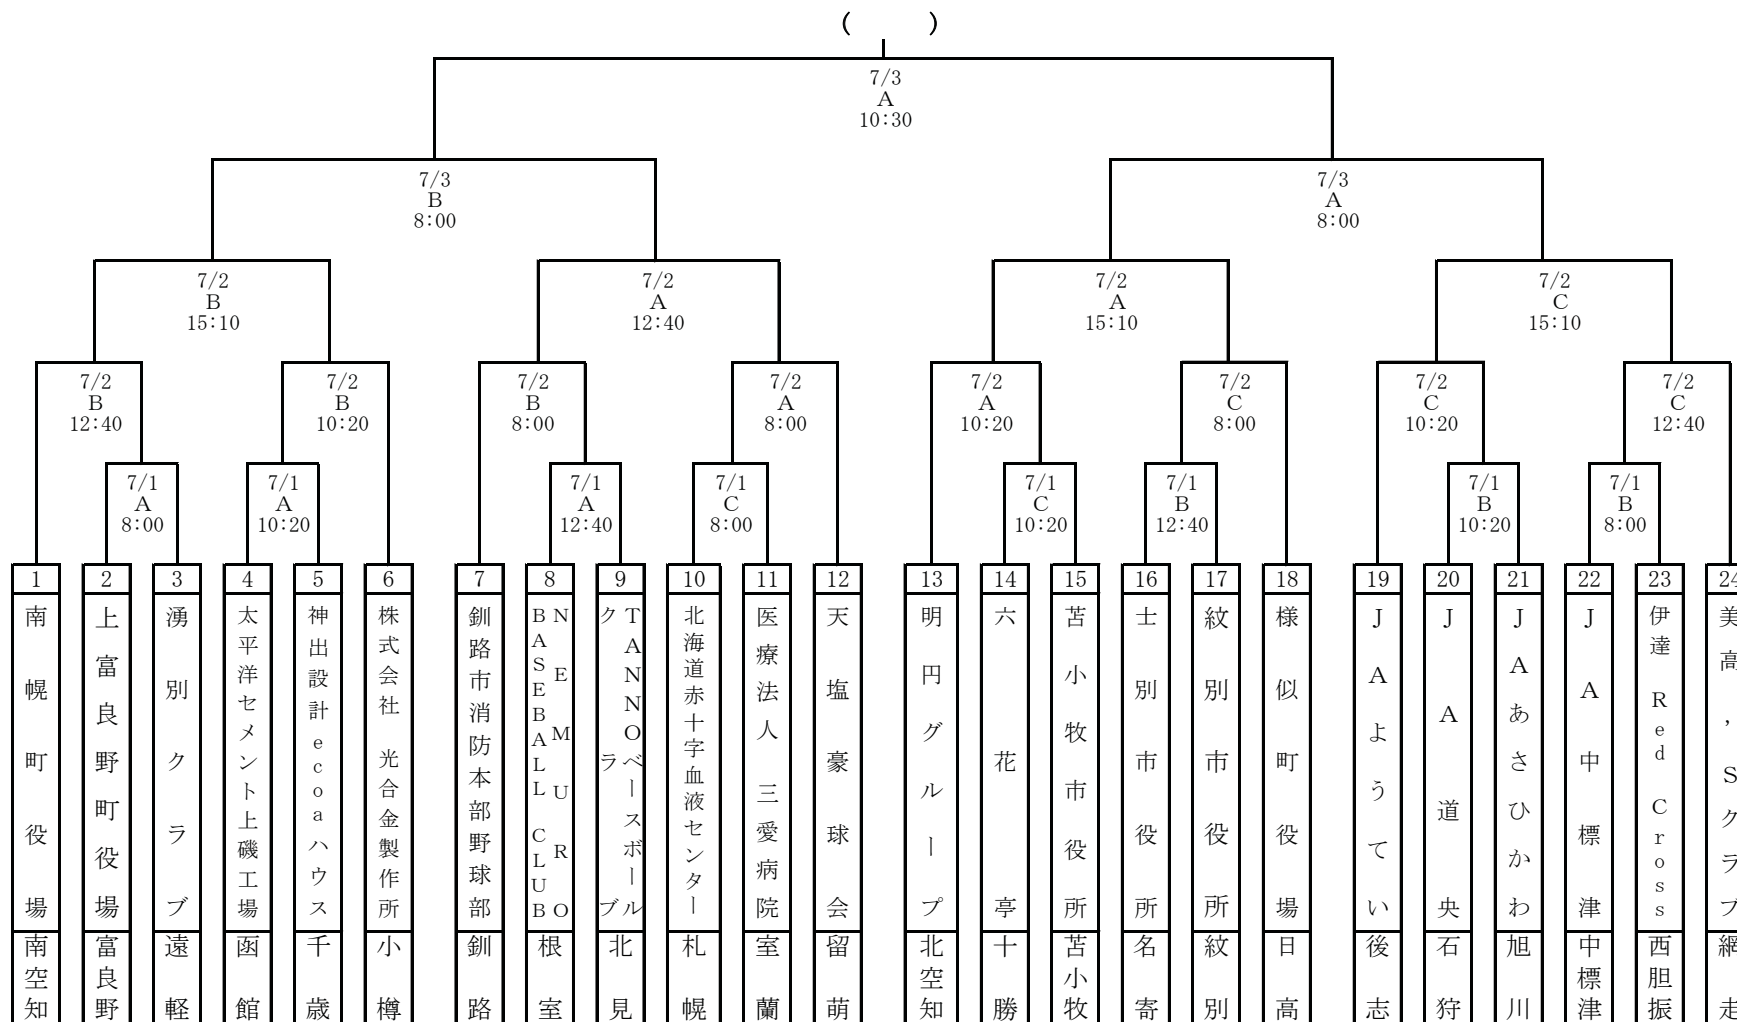 ( )
7/3
A
10:30
7/3
B
8:00
7/3
A
8:00
7/2
B
15:10
7/2
A
12:40
7/2
A
15:10
7/2
C
15:10
7/2
B
12:40
7/2
B
10:20
7/2
B
8:00
7/2
A
8:00
7/2
A
10:20
7/2
C
8:00
7/2
C
10:20
7/2
C
12:40
7/1
A
8:00
7/1
A
10:20
7/1
A
12:40
7/1
C
8:00
7/1
C
10:20
7/1
B
12:40
7/1
B
10:20
7/1
B
8:00
1
南幌町役場
南空知
2
上富良野町役場
富良野
3
湧別クラブ
遠軽
4
太平洋セメント上磯工場
函館
5
神出設計ecoaハウス
千歳
6
株式会社 光合金製作所
小樽
7
釧路市消防本部野球部
釧路
8
NEMURO
BASEBALL CLUB
根室
9
TANNOベースボール
クラブ
北見
10
北海道赤十字血液センター
札幌
11
医療法人 三愛病院
室蘭
12
天塩豪球会
留萌
13
明円グループ
北空知
14
六花亭
十勝
15
苫小牧市役所
苫小牧
16
士別市役所
名寄
17
紋別市役所
紋別
18
様似町役場
日高
19
JAようてい
後志
20
JA道央
石狩
21
JAあさひかわ
旭川
22
JA中標津
中標津
23
伊達 Red Cross
西胆振
24
美高,Sクラブ
網走